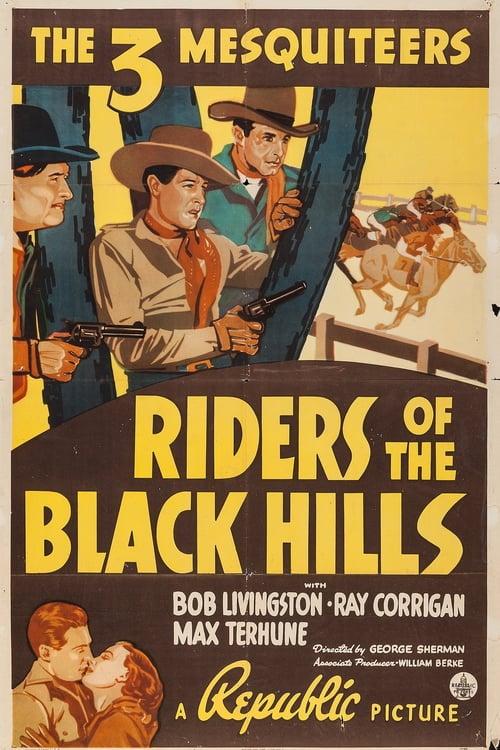 THE 3 MESQUITEERS
RIDERS OF THE
BLACK HILLS
WITH
BOB LIVINGSTON · RAY CORRIGAN
MAX TERHUNE
Directed by GEORGE SHERMAN
Associate Producer - WILLIAM BERKE
A Republic PICTURE
REPUBLIC